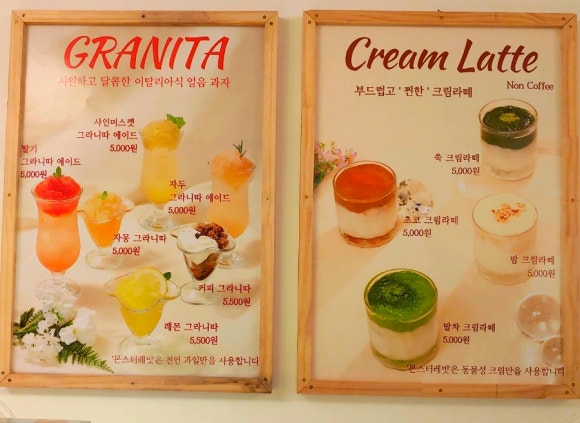 GRANITA
시원하고 달콤한 이탈리아식 얼음 과자
샤인머스켓
그라니따 에이드
5,000원
딸기
그라니따 에이드
5,000원
자두
그라니따 에이드
5,000원
자몽 그라니따
5,000원
커피 그라니따
5,500원
레몬 그라니따
5,500원
'몬스터레빗'은 천연 과일만을 사용합니다
Cream Latte
Non Coffee
부드럽고 ' 찐한 ' 크림라떼
쑥 크림라떼
5,000원
초코 크림라떼
5,000원
밤 크림라떼
5,000원
말차 크림라떼
5,000원
'몬스터레빗'은 동물성 크림만을 사용합니다